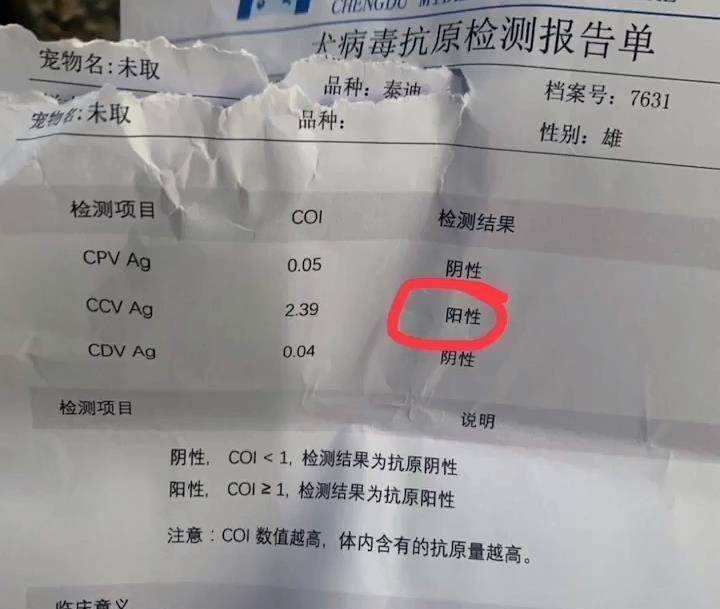 CHENGDU
犬病毒抗原检测报告单
宠物名:未取
品种: 泰迪
档案号: 7631
宠物名:未取
品种:
性别: 雄
检测项目 COI 检测结果
CPV Ag 0.05 阴性
CCV Ag 2.39 阳性
CDV Ag 0.04 阴性
检测项目 说明
阴性, COI < 1, 检测结果为抗原阴性
阳性, COI ≥ 1, 检测结果为抗原阳性
注意：COI 数值越高, 体内含有的抗原量越高。
临床意义